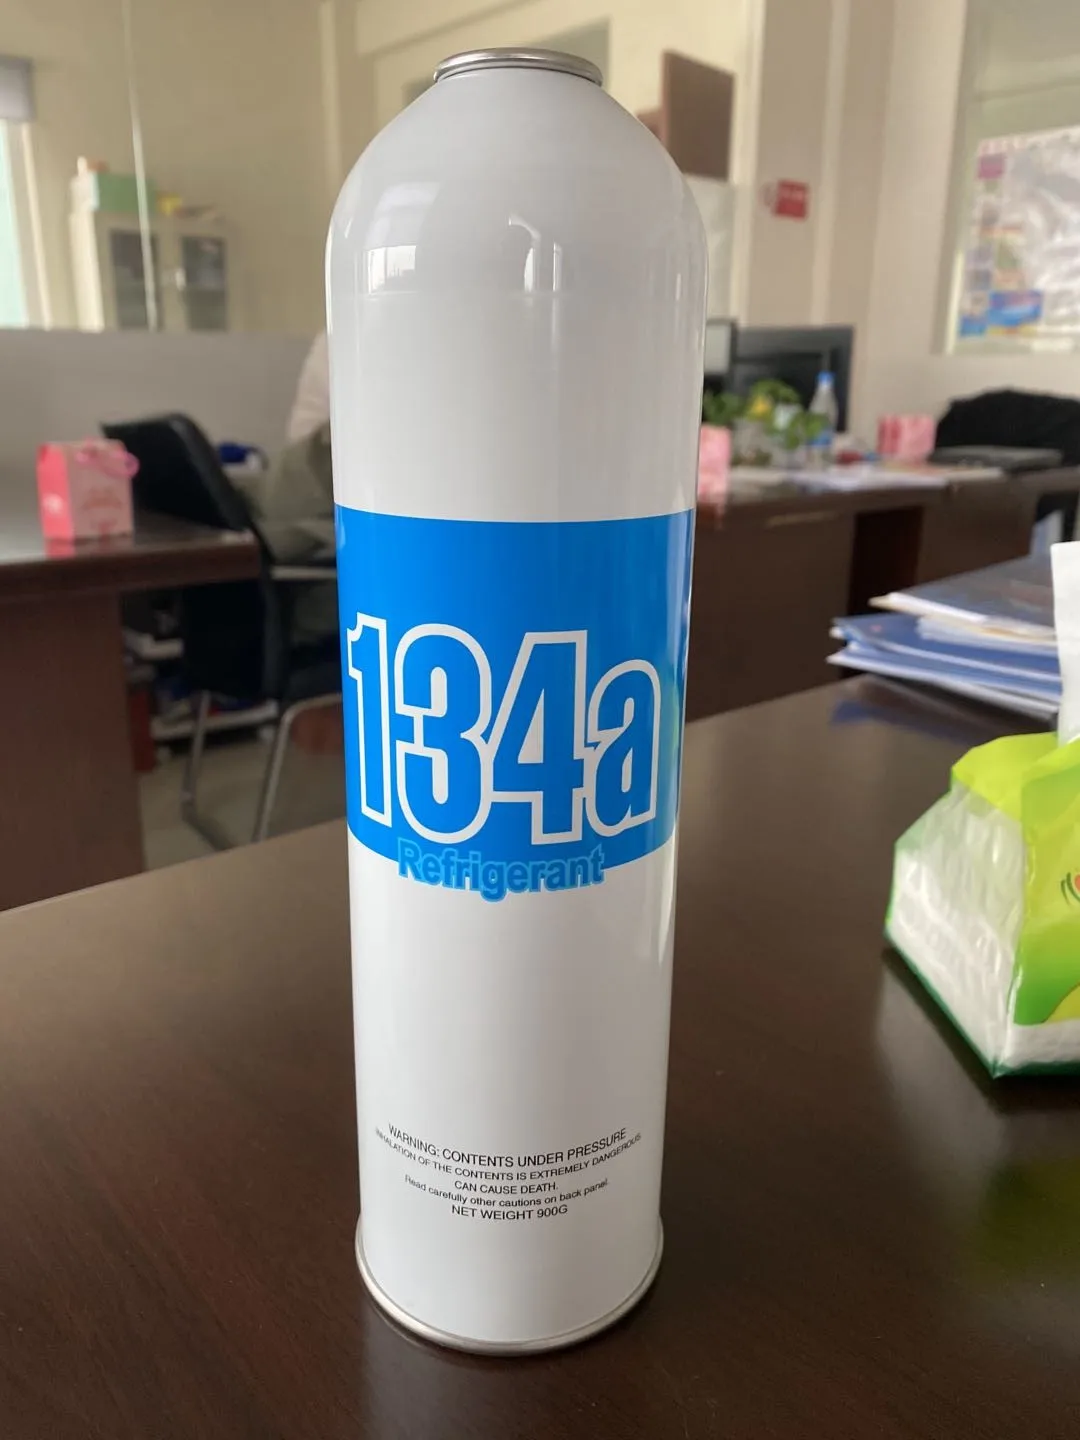 134a
Refrigerant
WARNING: CONTENTS UNDER PRESSURE
INHALATION OF THE CONTENTS IS EXTREMELY DANGEROUS
CAN CAUSE DEATH.
Read carefully other cautions on back panel.
NET WEIGHT 900G